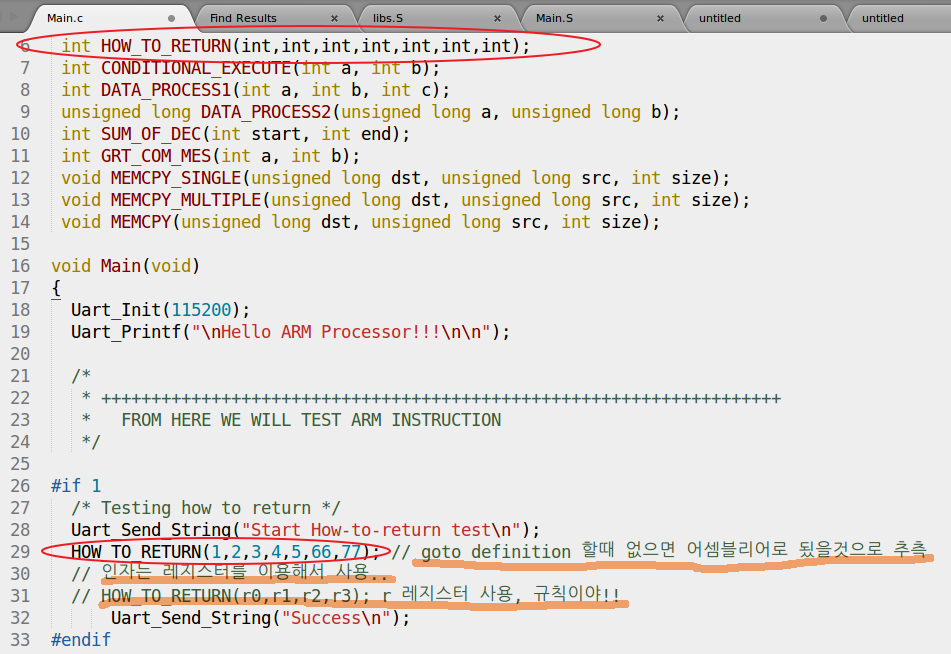 Main.c Find Results libs.S Main.S untitled untitled
6 int HOW_TO_RETURN(int,int,int,int,int,int,int);
7 int CONDITIONAL_EXECUTE(int a, int b);
8 int DATA_PROCESS1(int a, int b, int c);
9 unsigned long DATA_PROCESS2(unsigned long a, unsigned long b);
10 int SUM_OF_DEC(int start, int end);
11 int GRT_COM_MES(int a, int b);
12 void MEMCPY_SINGLE(unsigned long dst, unsigned long src, int size);
13 void MEMCPY_MULTIPLE(unsigned long dst, unsigned long src, int size);
14 void MEMCPY(unsigned long dst, unsigned long src, int size);
15
16 void Main(void)
17 {
18 Uart_Init(115200);
19 Uart_Printf("\nHello ARM Processor!!!\n\n");
20
21 /*
22 * ++++++++++++++++++++++++++++++++++++++++++++++++++++++++++++++++++++
23 * FROM HERE WE WILL TEST ARM INSTRUCTION
24 */
25
26 #if 1
27 /* Testing how to return */
28 Uart_Send_String("Start How-to-return test\n");
29 HOW_TO_RETURN(1,2,3,4,5,66,77); // goto definition 할때 없으면 어셈블리어로 됬을것으로 추측
30 // 인자는 레지스터를 이용해서 사용..
31 // HOW_TO_RETURN(r0,r1,r2,r3); r 레지스터 사용, 규칙이야!!
32 Uart_Send_String("Success\n");
33 #endif